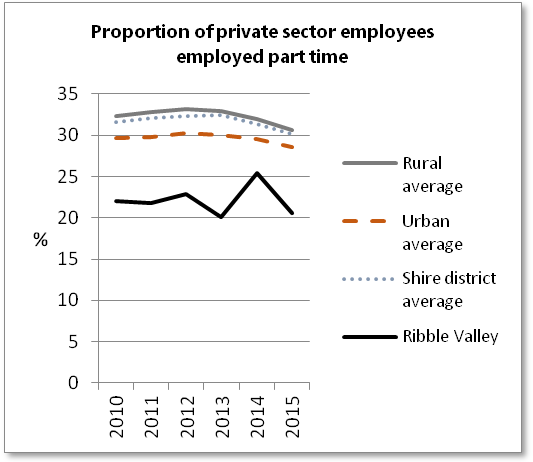 Proportion of private sector employees
employed part time
35
30
25
20
15
10
5
0
%
2010
2011
2012
2013
2014
2015
Rural
average
Urban
average
Shire district
average
Ribble Valley